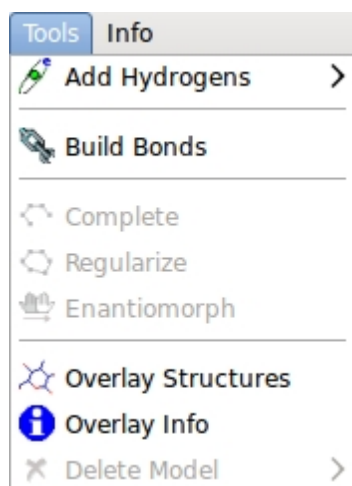 Tools Info
Add Hydrogens
Build Bonds
Complete
Regularize
Enantiomorph
Overlay Structures
Overlay Info
Delete Model